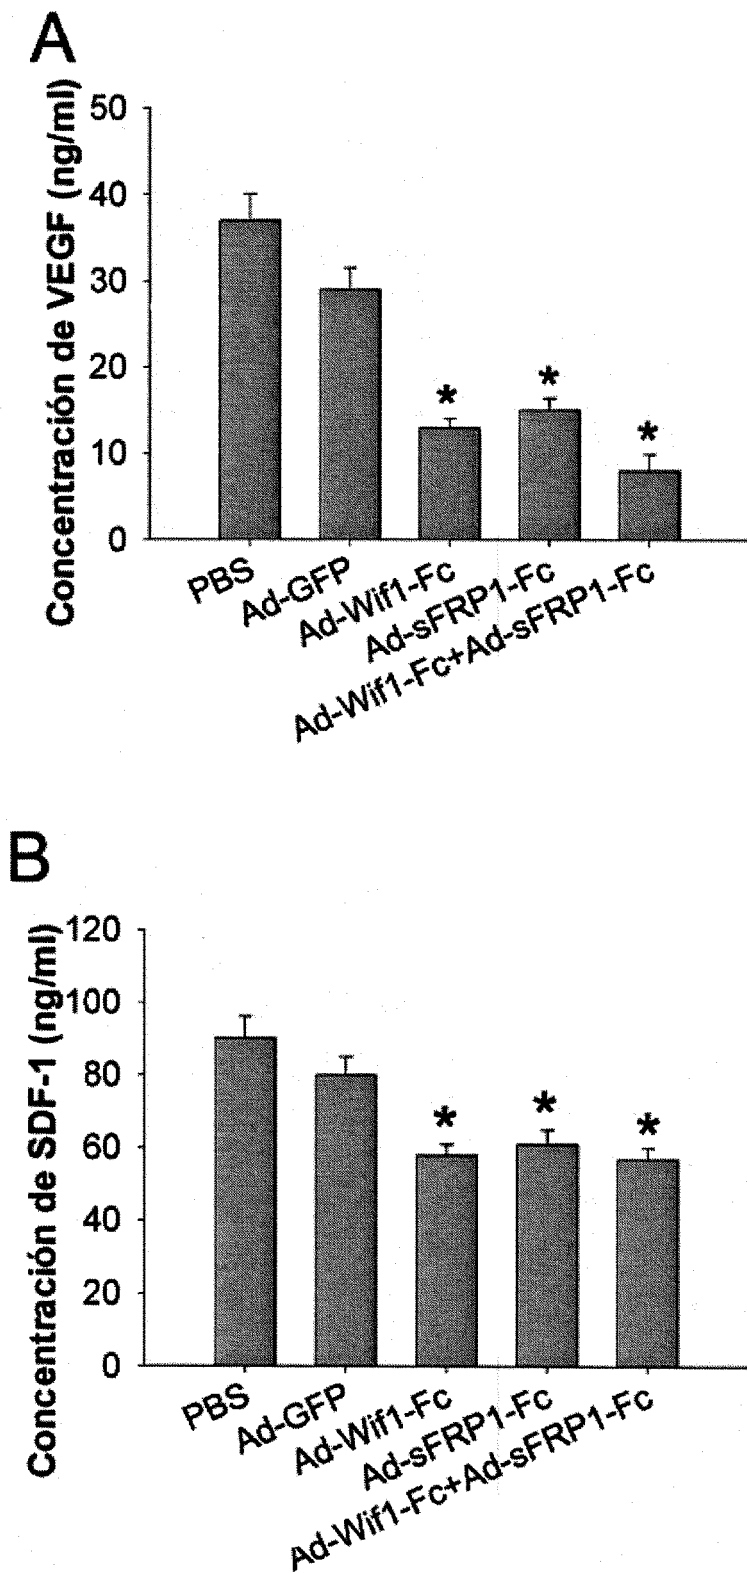 A
Concentración de VEGF (ng/ml)
50
40
30
20
10
0
*
*
*
PBS
Ad-GFP
Ad-Wif1-Fc
Ad-sFRP1-Fc
Ad-Wif1-Fc+Ad-sFRP1-Fc
B
Concentración de SDF-1 (ng/ml)
120
100
80
60
40
20
0
*
*
*
PBS
Ad-GFP
Ad-Wif1-Fc
Ad-sFRP1-Fc
Ad-Wif1-Fc+Ad-sFRP1-Fc